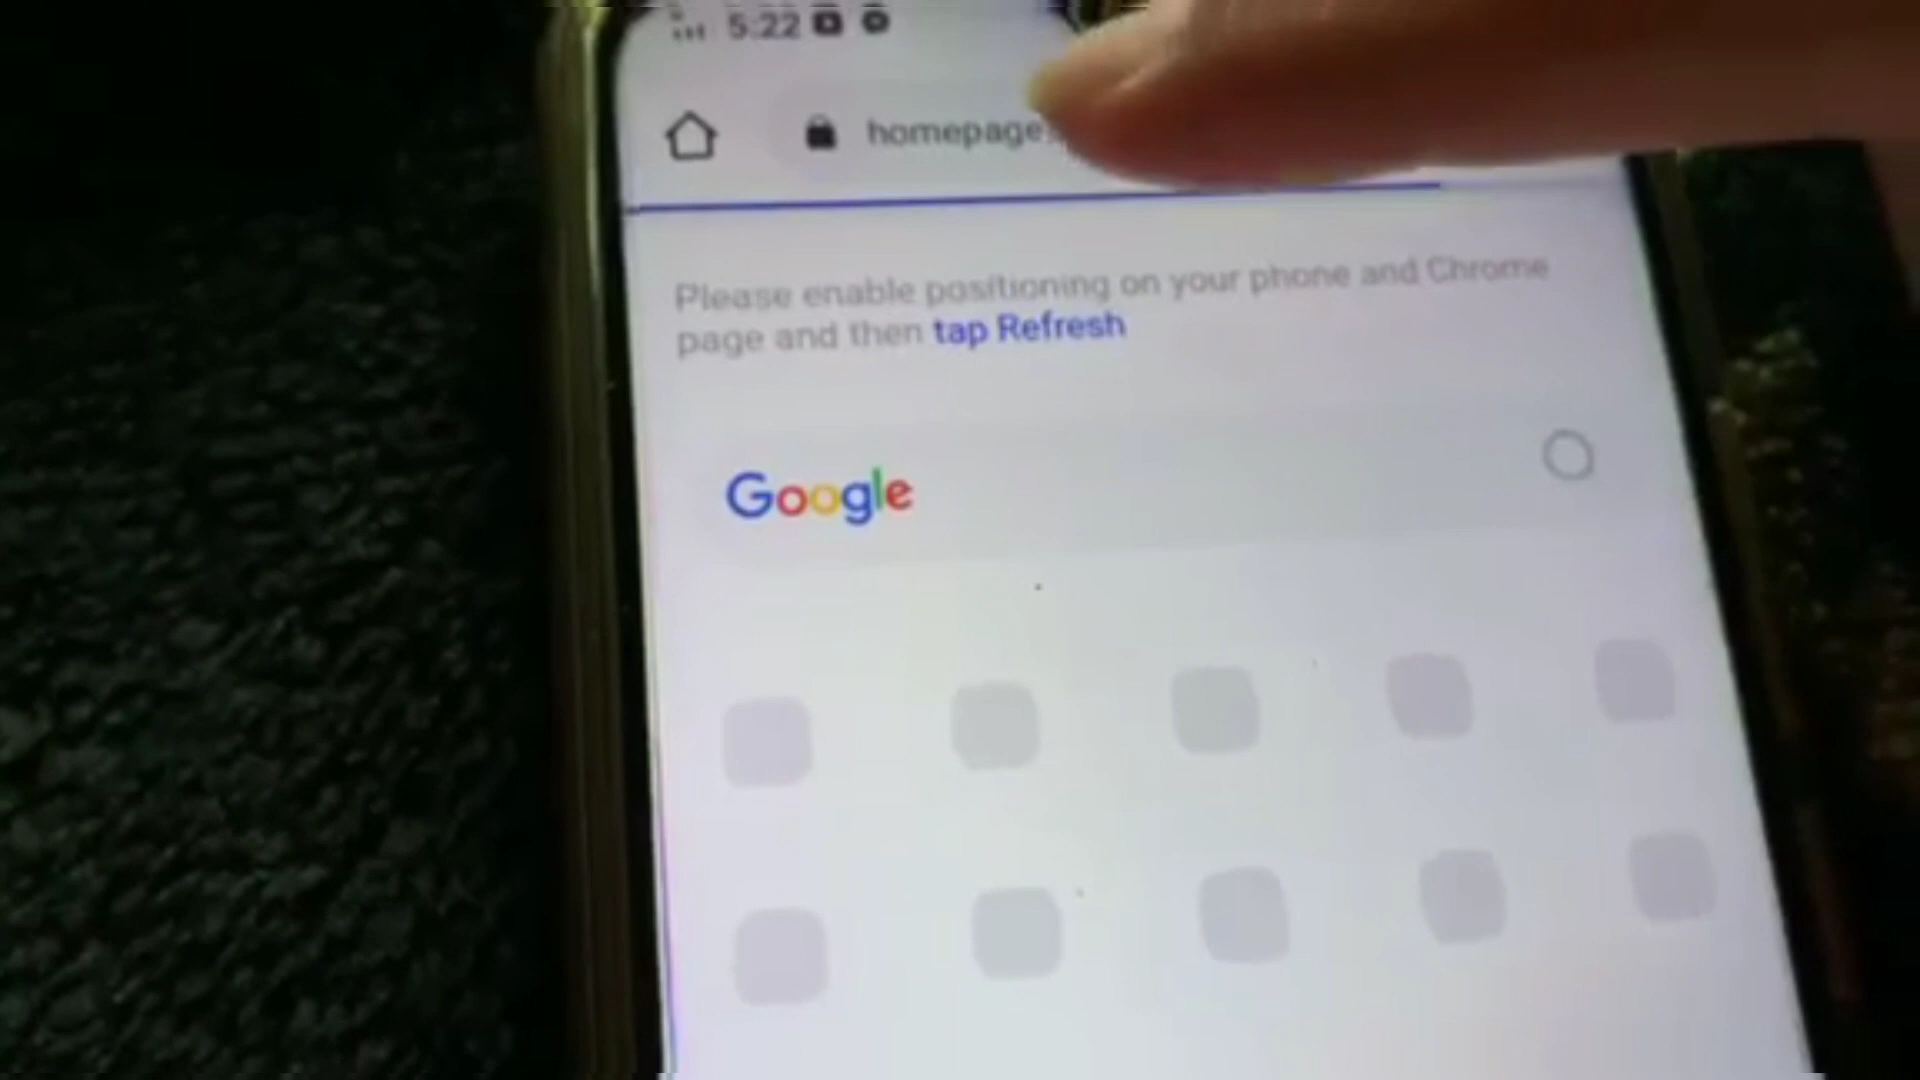 5:22
homepage
Please enable positioning on your phone and Chrome
page and then tap Refresh
Google